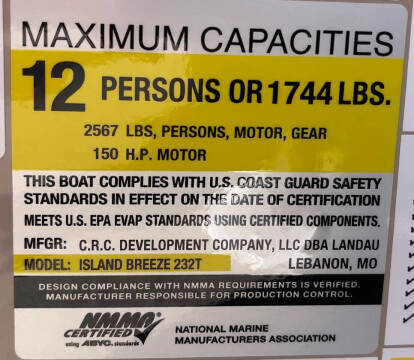 MAXIMUM CAPACITIES
12 PERSONS OR 1744 LBS.
2567 LBS, PERSONS, MOTOR, GEAR
150 H.P. MOTOR
THIS BOAT COMPLIES WITH U.S. COAST GUARD SAFETY
STANDARDS IN EFFECT ON THE DATE OF CERTIFICATION
MEETS U.S. EPA EVAP STANDARDS USING CERTIFIED COMPONENTS.
MFGR: C.R.C. DEVELOPMENT COMPANY, LLC DBA LANDAU
MODEL: ISLAND BREEZE 232T LEBANON, MO
DESIGN COMPLIANCE WITH NMMA REQUIREMENTS IS VERIFIED.
MANUFACTURER RESPONSIBLE FOR PRODUCTION CONTROL.
NMMA
CERTIFIED
using ABYC standards
NATIONAL MARINE
MANUFACTURERS ASSOCIATION